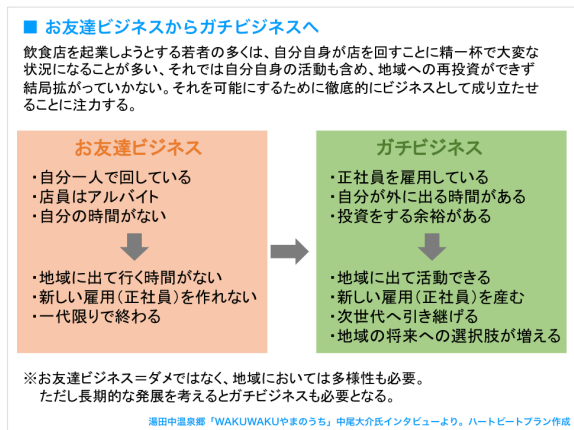 ■ お友達ビジネスからガチビジネスへ
飲食店を起業しようとする若者の多くは、自分自身が店を回すことに精一杯で大変な
状況になることが多い、それでは自分自身の活動も含め、地域への再投資ができず
結局拡がっていかない。それを可能にするために徹底的にビジネスとして成り立たせ
ることに注力する。
お友達ビジネス
・自分一人で回している
・店員はアルバイト
・自分の時間がない
・地域に出て行く時間がない
・新しい雇用（正社員）を作れない
・一代限りで終わる
ガチビジネス
・正社員を雇用している
・自分が外に出る時間がある
・投資をする余裕がある
・地域に出て活動できる
・新しい雇用（正社員）を産む
・次世代へ引き継げる
・地域の将来への選択肢が増える
※お友達ビジネス＝ダメではなく、地域においては多様性も必要。
ただし長期的な発展を考えるとガチビジネスも必要となる。
湯田中温泉郷「WAKUWAKUやまのうち」中尾大介氏インタビューより。ハートビートプラン作成